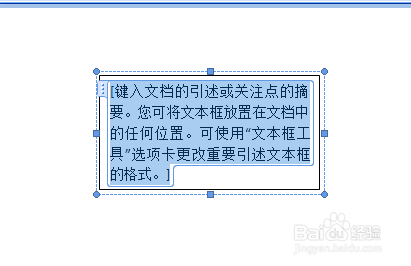 [键入文档的引述或关注点的摘
要。您可将文本框放置在文档中
的任何位置。可使用“文本框工
具”选项卡更改重要引述文本框
的格式。]
Baidu 经验
jingyan.baidu.com